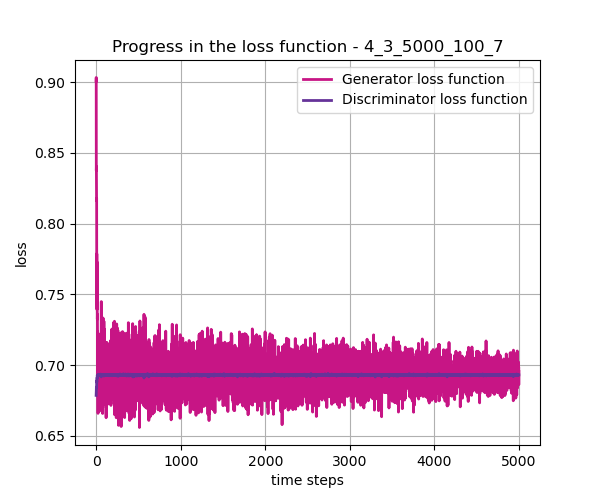 Progress in the loss function - 4_3_5000_100_7
Generator loss function
Discriminator loss function
0.90
0.85
0.80
0.75
0.70
0.65
loss
0 1000 2000 3000 4000 5000
time steps